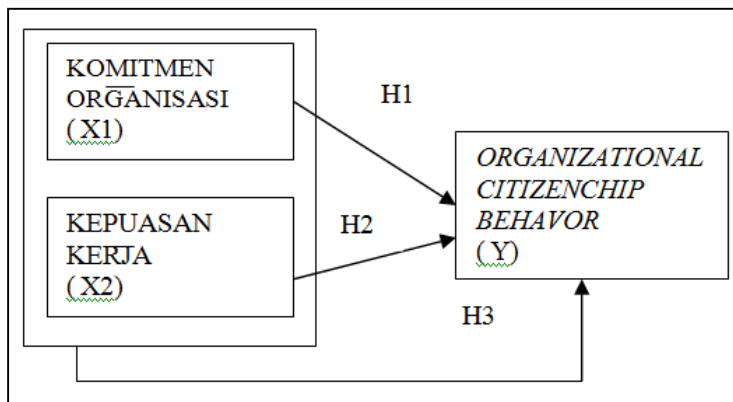 KOMITMEN
ORGANISASI
( X1)
H1
ORGANIZATIONAL
CITIZENCHIP
BEHAVOR
( Y)
KEPUASAN
KERJA
( X2)
H2
H3